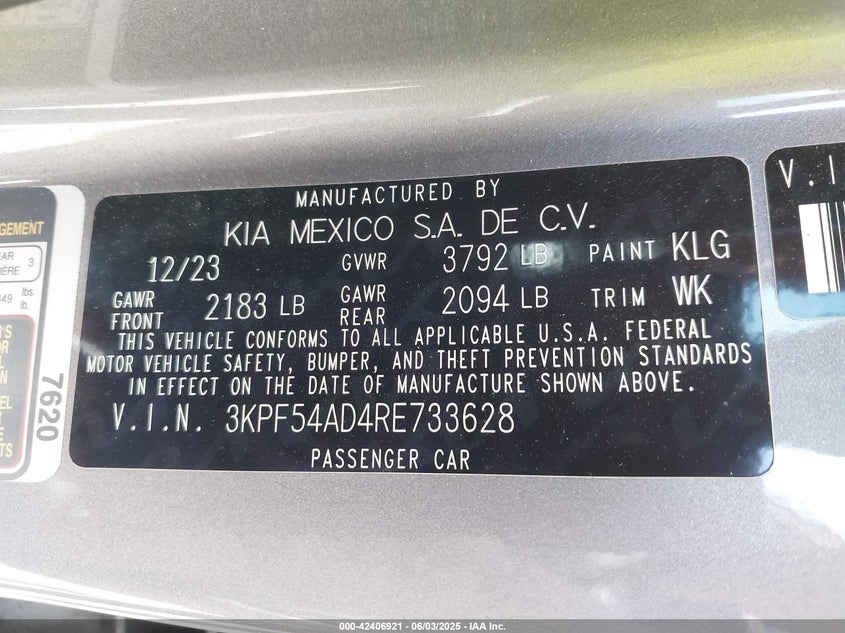 MANUFACTURED BY
KIA MEXICO S.A. DE C.V.
12/23 GVWR 3792 LB PAINT KLG
GAWR FRONT 2183 LB GAWR REAR 2094 LB TRIM WK
THIS VEHICLE CONFORMS TO ALL APPLICABLE U.S.A. FEDERAL
MOTOR VEHICLE SAFETY, BUMPER, AND THEFT PREVENTION STANDARDS
IN EFFECT ON THE DATE OF MANUFACTURE SHOWN ABOVE.
V.I.N. 3KPF54AD4RE733628
PASSENGER CAR
3
lbs.
lb.
7620
V.I
000-42406921 - 06/03/2025 - IAA Inc.